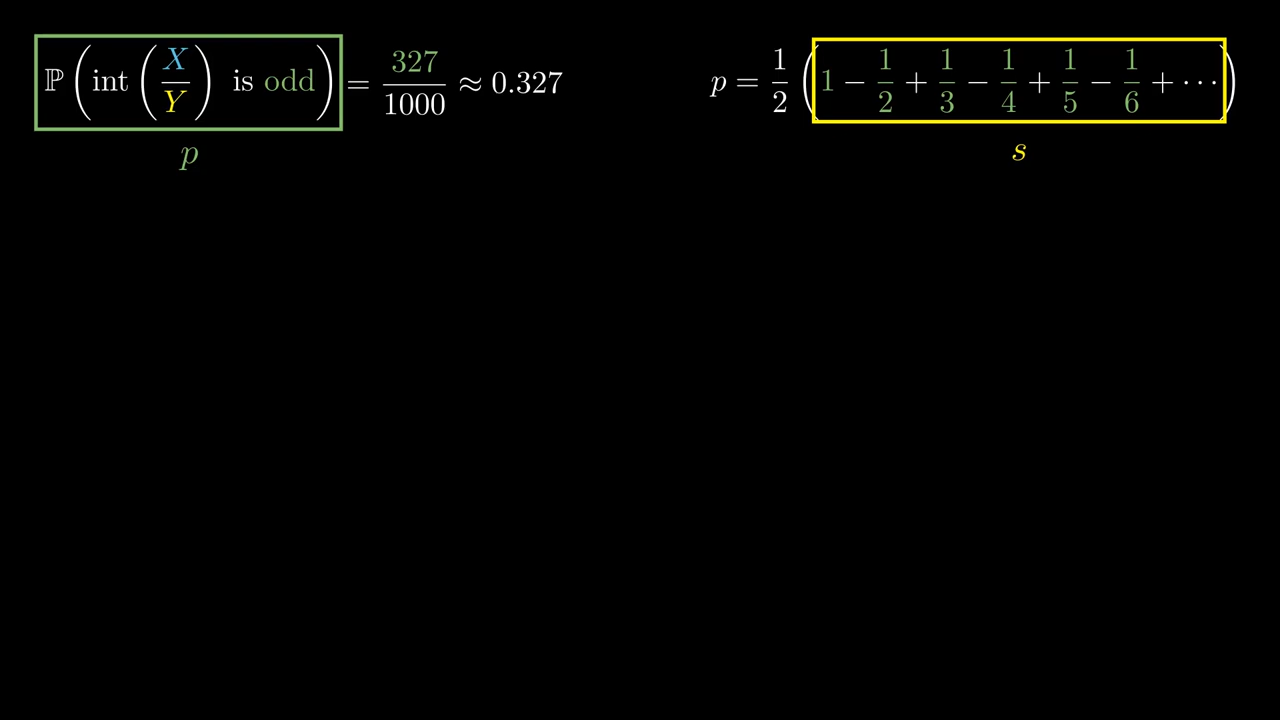 ℙ(int(X/Y) is odd) = 327/1000 ≈ 0.327
p = 1/2 (1 − 1/2 + 1/3 − 1/4 + 1/5 − 1/6 + ⋯)
p
s